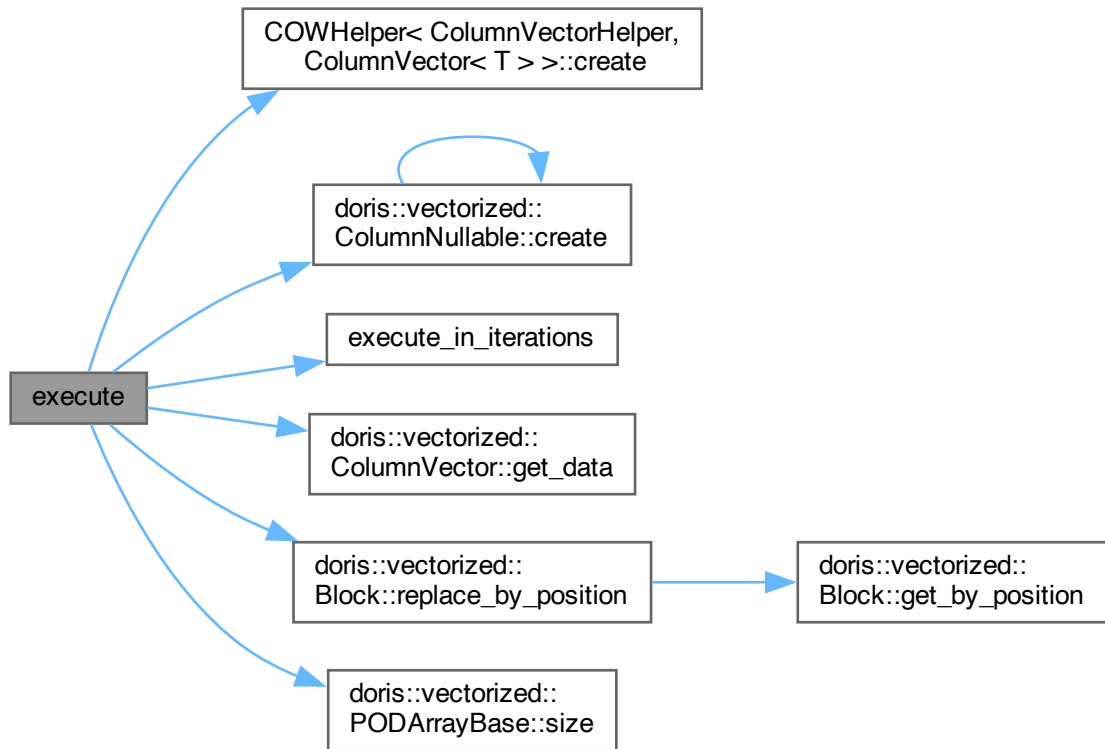 COWHelper< ColumnVectorHelper,
ColumnVector< T > >::create
doris::vectorized::
ColumnNullable::create
execute_in_iterations
execute
doris::vectorized::
ColumnVector::get_data
doris::vectorized::
Block::replace_by_position
doris::vectorized::
Block::get_by_position
doris::vectorized::
PODArrayBase::size